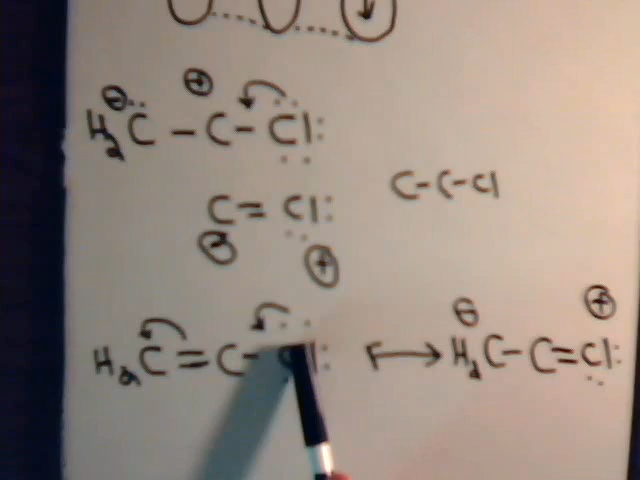 ⊖ ⊕
H₂C̈ – C – Cl:
C = Cl:
⊖ ⊕
C–C–Cl
H₂C = C – Cl: ↦ H₂C–C=Cl:
⊖ ⊕